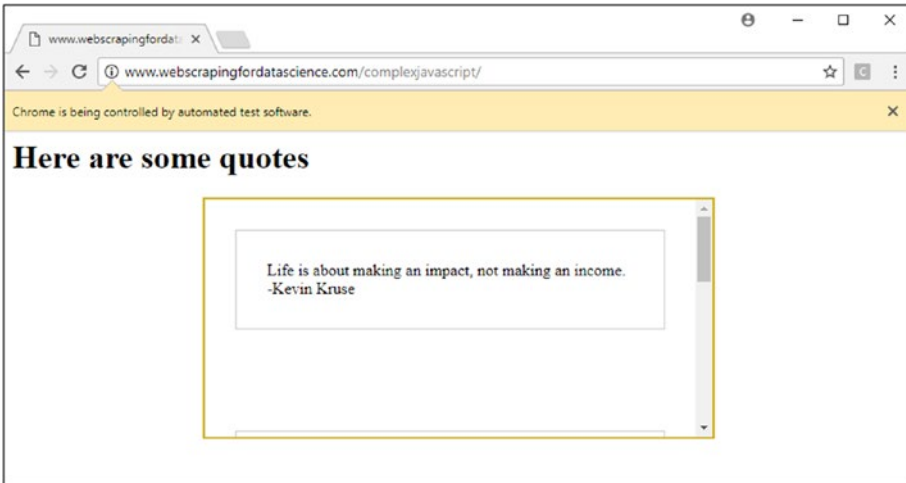 www.webscrapingfordat
www.webscrapingfordatascience.com/complexjavascript/
C
Chrome is being controlled by automated test software.
Here are some quotes
Life is about making an impact, not making an income.
-Kevin Kruse